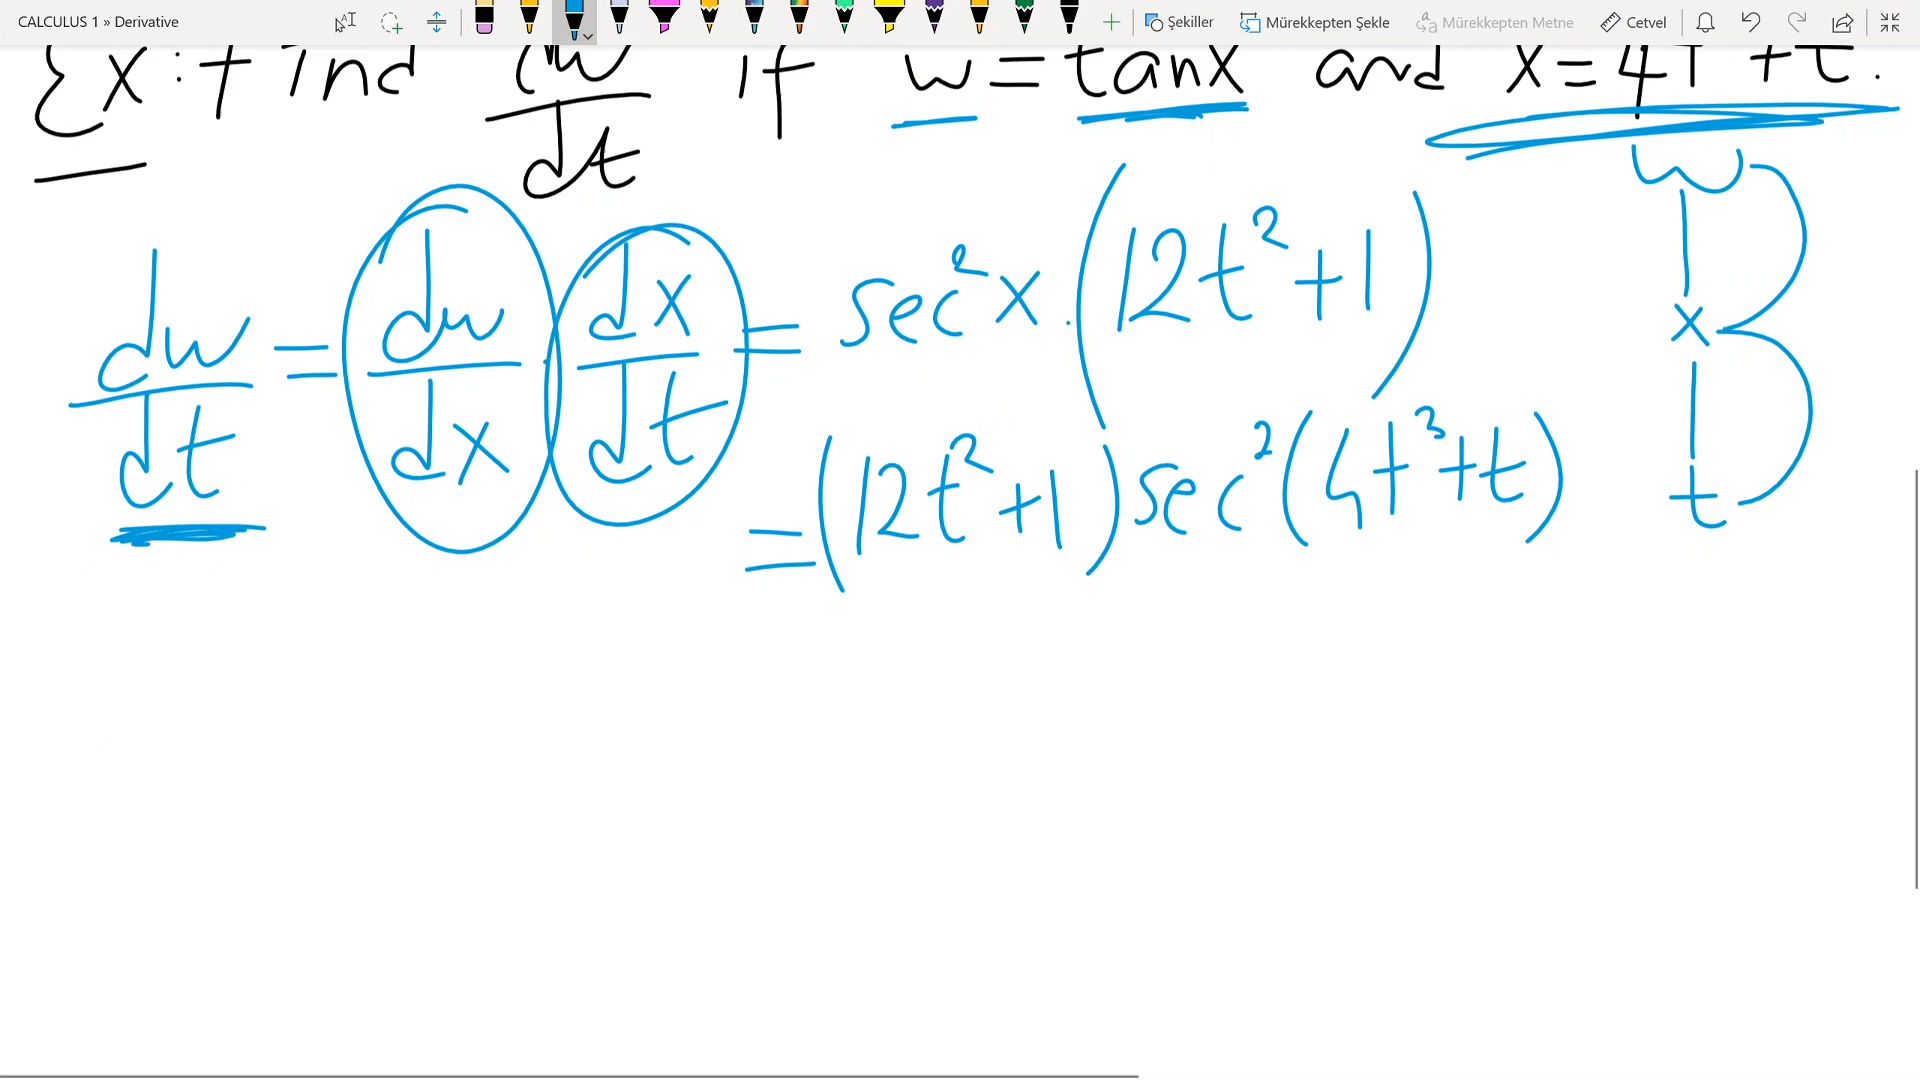 CALCULUS 1 » Derivative
Şekiller Mürekkepten Şekle Mürekkepten Metne Cetvel
Ex: Find dw/dt if w = tanx and x = 4t + t.
dw/dt = dw/dx . dx/dt = sec²x . (12t² + 1)
= (12t² + 1) sec² (4t³ + t)
w
x
t